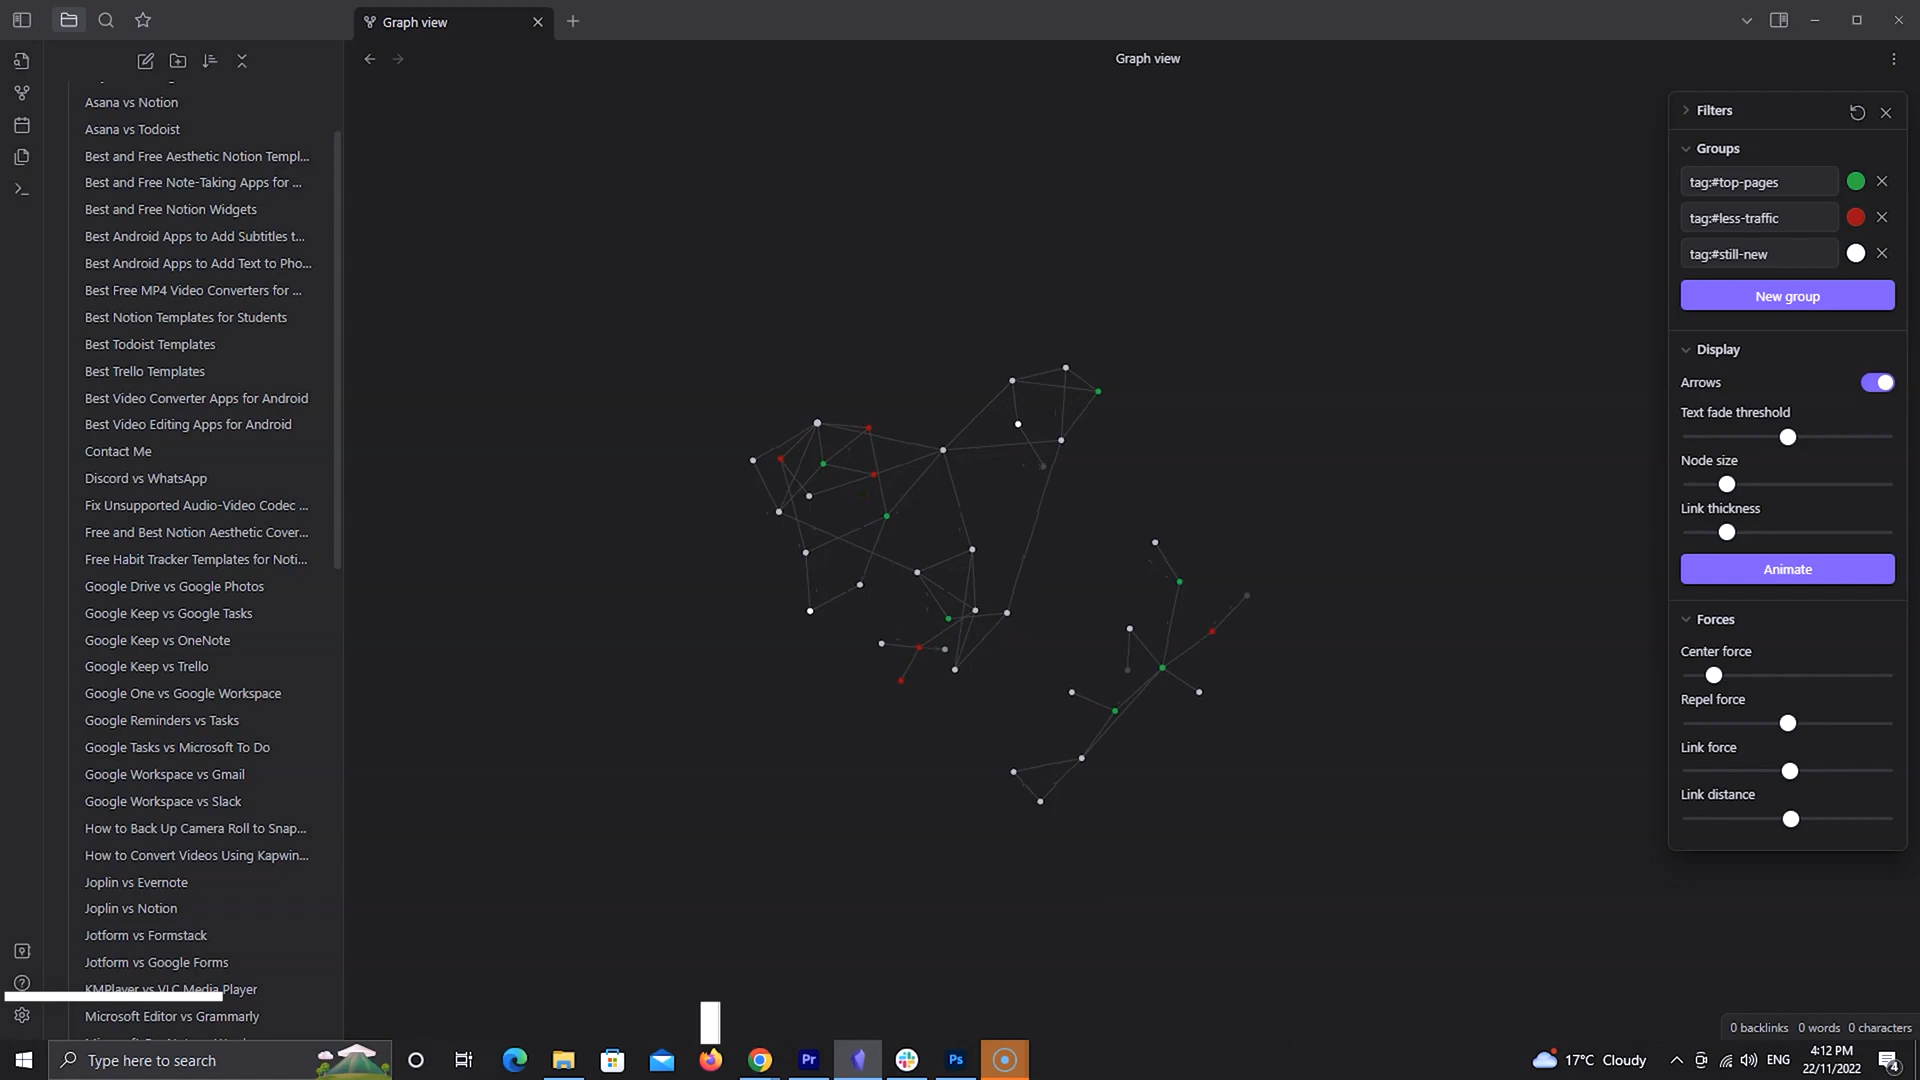 Graph view
Graph view
Asana vs Notion
Asana vs Todoist
Best and Free Aesthetic Notion Templ...
Best and Free Note-Taking Apps for ...
Best and Free Notion Widgets
Best Android Apps to Add Subtitles t...
Best Android Apps to Add Text to Pho...
Best Free MP4 Video Converters for ...
Best Notion Templates for Students
Best Todoist Templates
Best Trello Templates
Best Video Converter Apps for Android
Best Video Editing Apps for Android
Contact Me
Discord vs WhatsApp
Fix Unsupported Audio-Video Codec ...
Free and Best Notion Aesthetic Cover...
Free Habit Tracker Templates for Noti...
Google Drive vs Google Photos
Google Keep vs Google Tasks
Google Keep vs OneNote
Google Keep vs Trello
Google One vs Google Workspace
Google Reminders vs Tasks
Google Tasks vs Microsoft To Do
Google Workspace vs Gmail
Google Workspace vs Slack
How to Back Up Camera Roll to Snap...
How to Convert Videos Using Kapwin...
Joplin vs Evernote
Joplin vs Notion
Jotform vs Formstack
Jotform vs Google Forms
KMPlayer vs VLC Media Player
Microsoft Editor vs Grammarly
Filters
Groups
tag:#top-pages
tag:#less-traffic
tag:#still-new
New group
Display
Arrows
Text fade threshold
Node size
Link thickness
Animate
Forces
Center force
Repel force
Link force
Link distance
0 backlinks 0 words 0 characters
Type here to search
Pr
Ps
17°C Cloudy
ENG
4:12 PM
22/11/2022
4